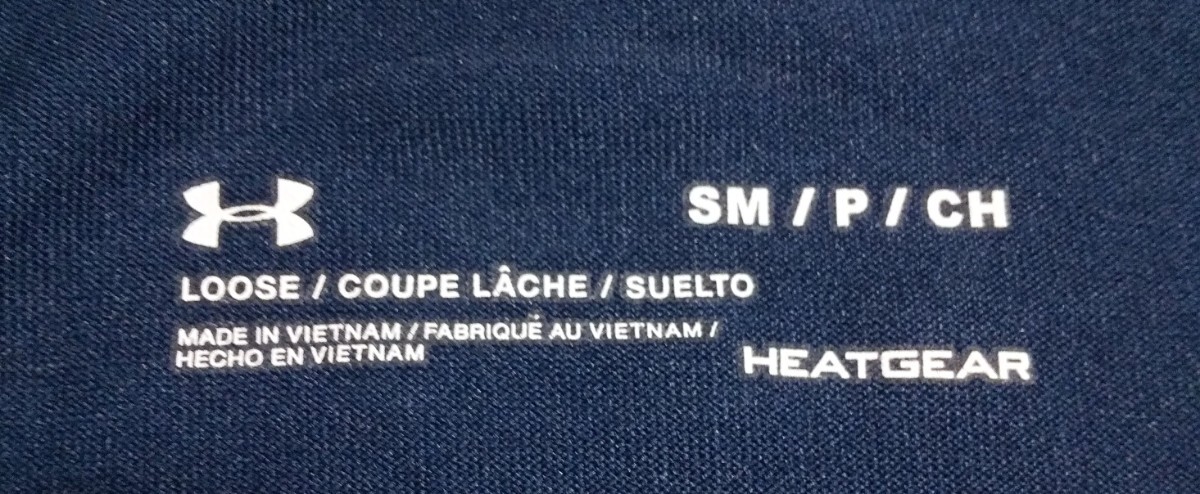 SM / P / CH
LOOSE / COUPE LÂCHE / SUELTO
MADE IN VIETNAM / FABRIQUÉ AU VIETNAM /
HECHO EN VIETNAM
HEATGEAR